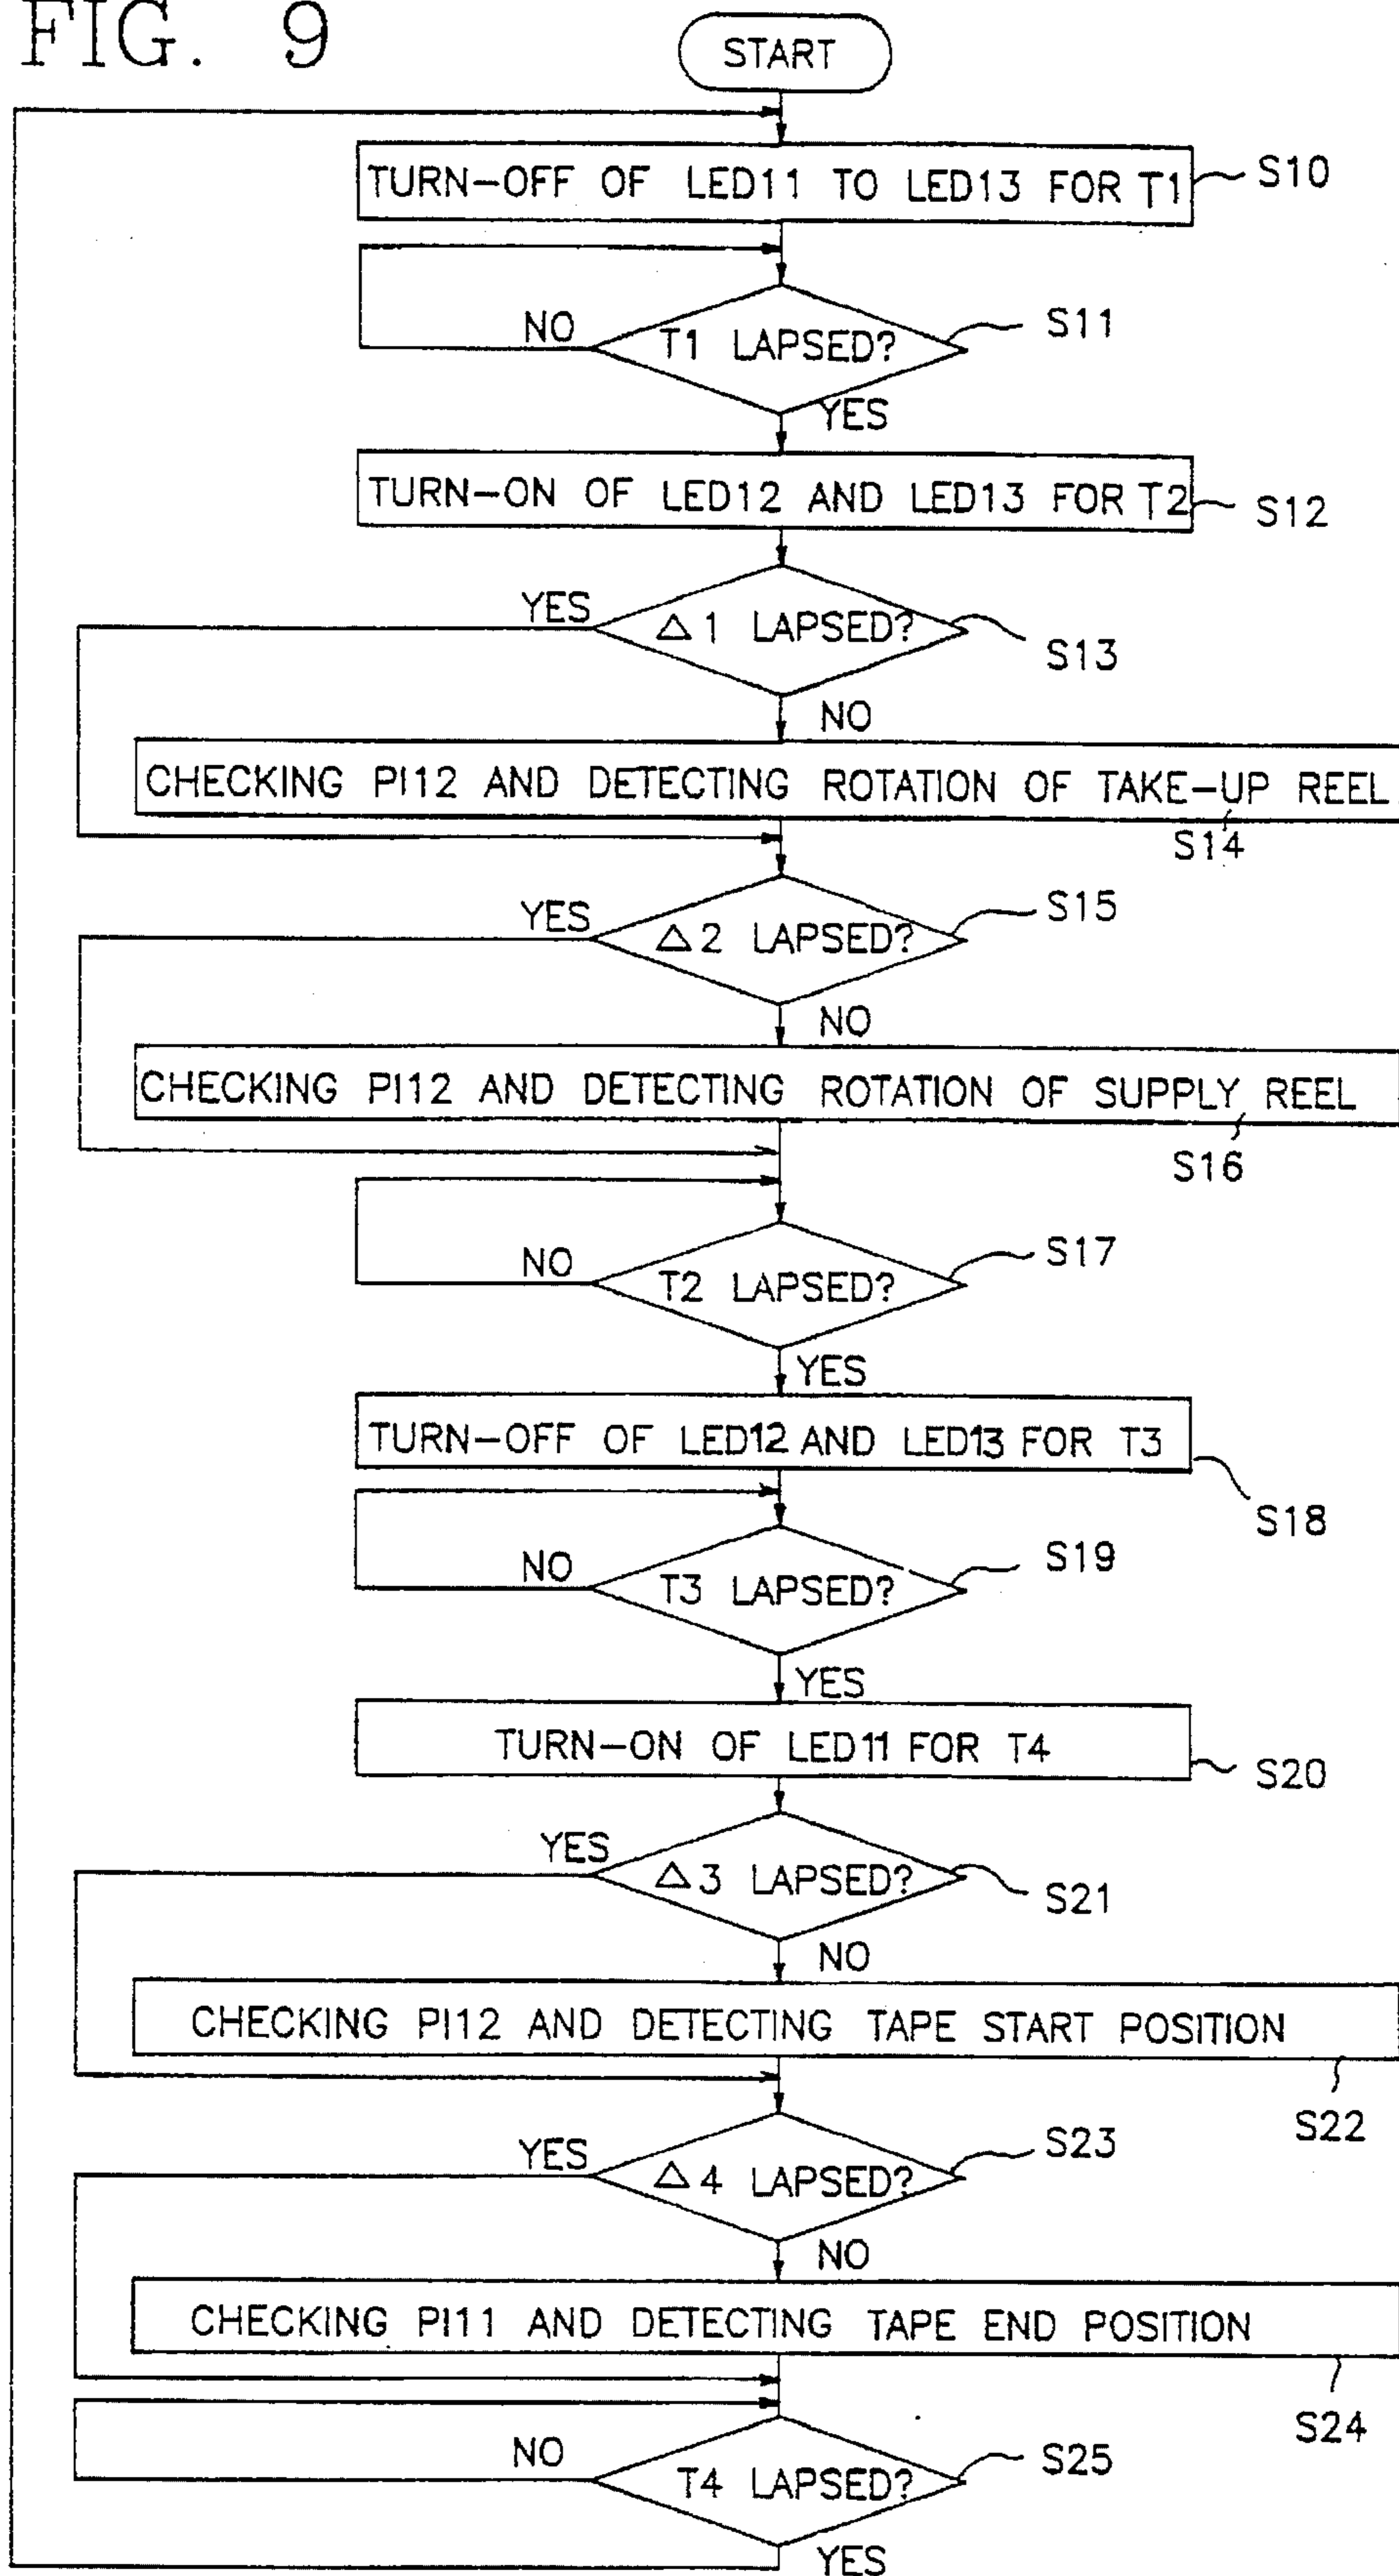 FIG. 9
START
TURN-OFF OF LED11 TO LED13 FOR T1
S10
NO
T1 LAPSED?
S11
YES
TURN-ON OF LED12 AND LED13 FOR T2
S12
YES
△1 LAPSED?
S13
NO
CHECKING PI12 AND DETECTING ROTATION OF TAKE-UP REEL
S14
YES
△2 LAPSED?
S15
NO
CHECKING PI12 AND DETECTING ROTATION OF SUPPLY REEL
S16
NO
T2 LAPSED?
S17
YES
TURN-OFF OF LED12 AND LED13 FOR T3
S18
NO
T3 LAPSED?
S19
YES
TURN-ON OF LED11 FOR T4
S20
YES
△3 LAPSED?
S21
NO
CHECKING PI12 AND DETECTING TAPE START POSITION
S22
YES
△4 LAPSED?
S23
NO
CHECKING PI11 AND DETECTING TAPE END POSITION
S24
NO
T4 LAPSED?
S25
YES